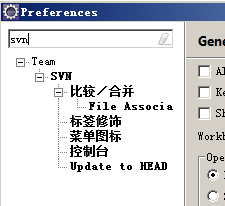 Preferences
svn
Team
SVN
比较／合并
File Associa
标签修饰
菜单图标
控制台
Update to HEAD
Gene
Al
Ke
Sh
Workb
Ope